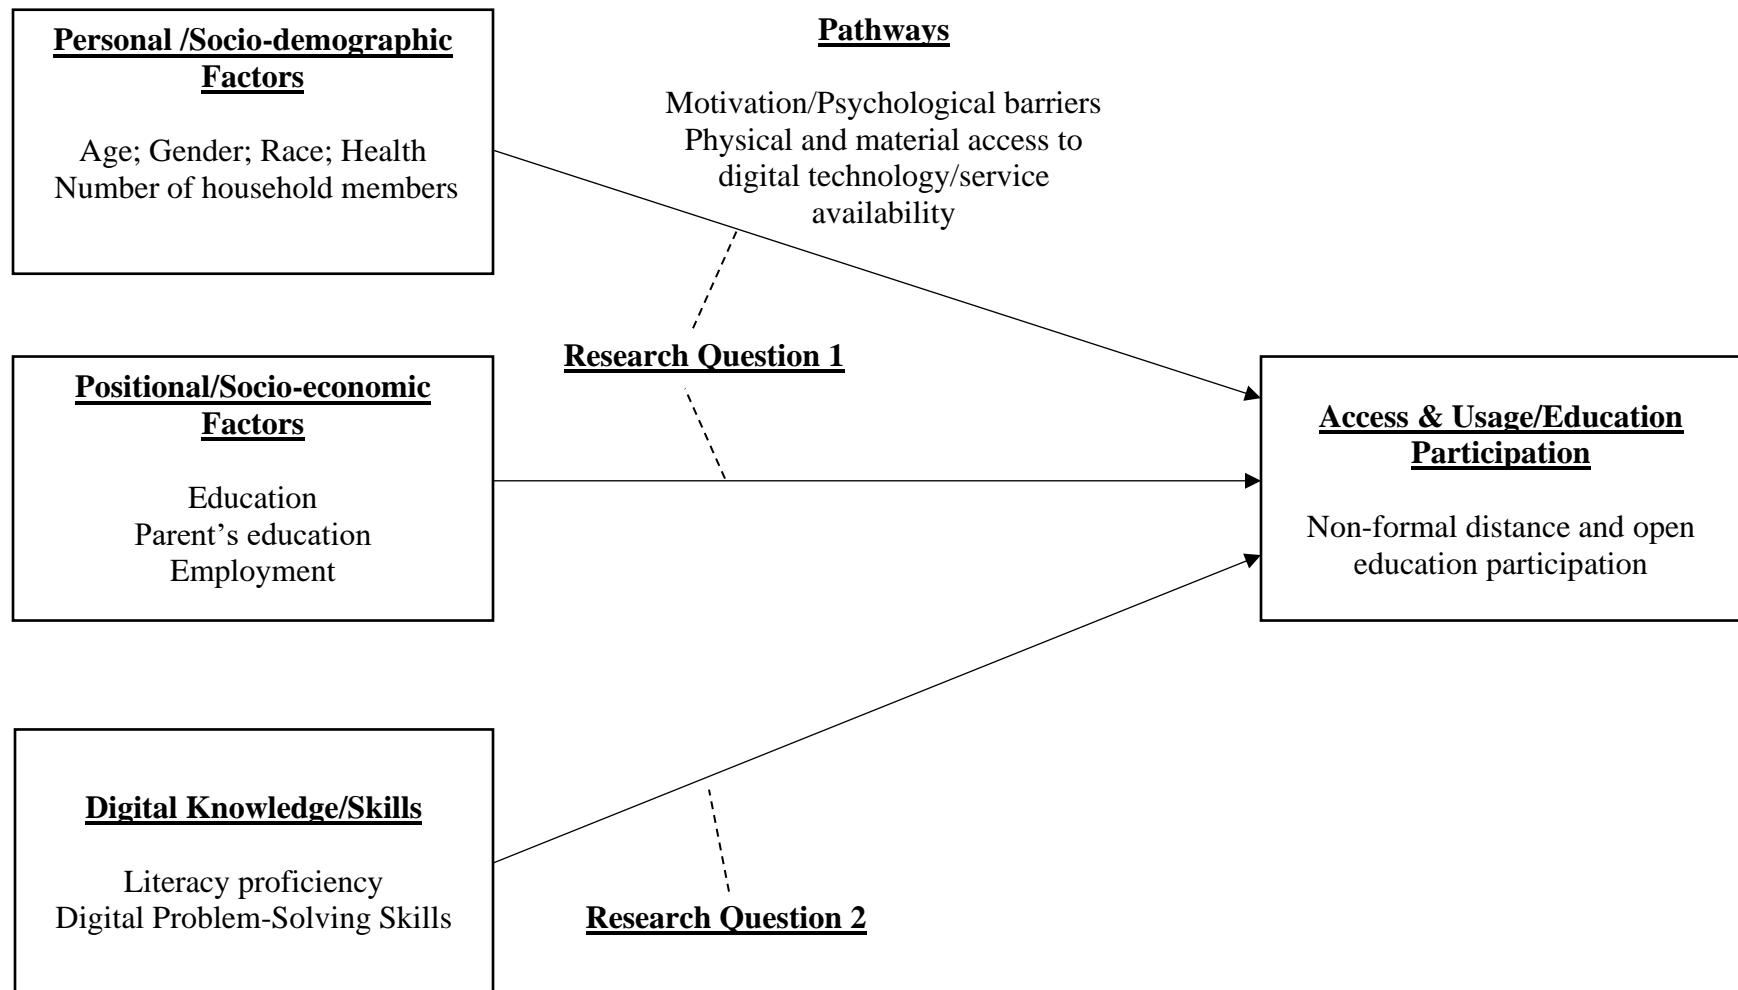 Personal /Socio-demographic
Factors
Age; Gender; Race; Health
Number of household members
Pathways
Motivation/Psychological barriers
Physical and material access to
digital technology/service
availability
Research Question 1
Positional/Socio-economic
Factors
Education
Parent’s education
Employment
Access & Usage/Education
Participation
Non-formal distance and open
education participation
Digital Knowledge/Skills
Literacy proficiency
Digital Problem-Solving Skills
Research Question 2